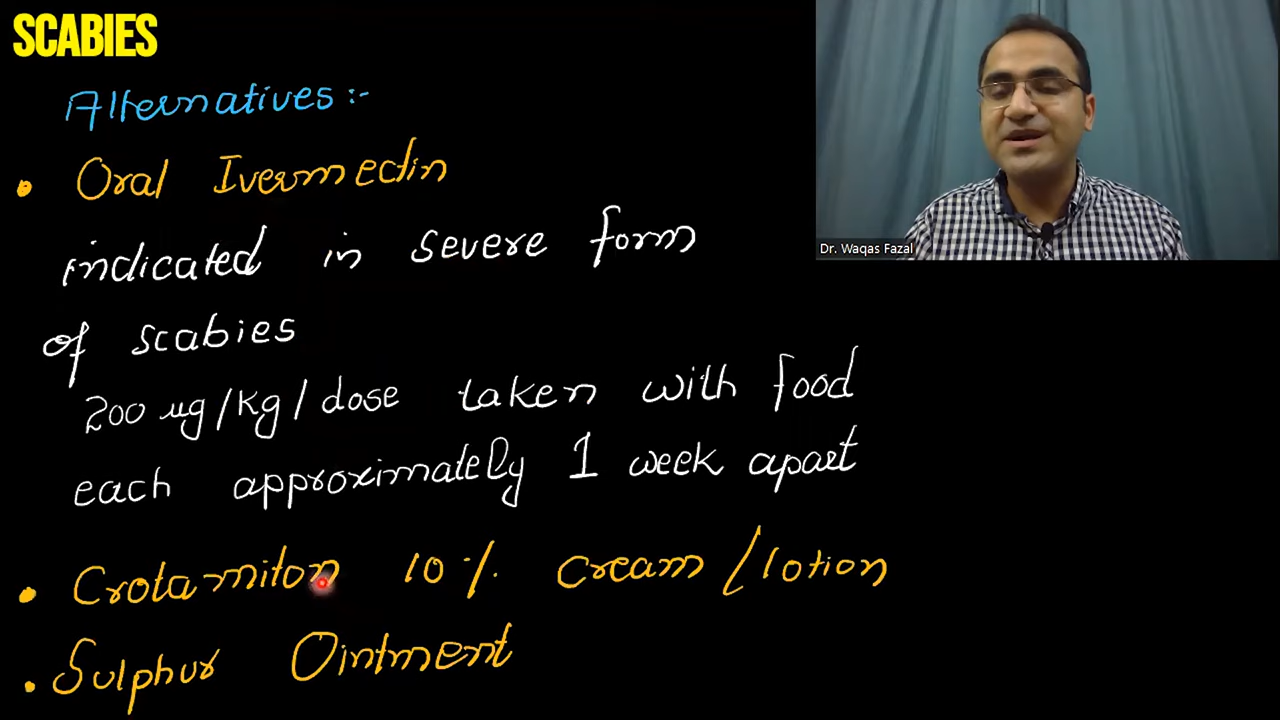 SCABIES
Alternatives :-
• Oral Ivermectin
indicated in severe form
of scabies
200 µg/kg/dose taken with food
each approximately 1 week apart
• Crotamiton 10% cream/lotion
• Sulphur Ointment
Dr. Waqas Fazal